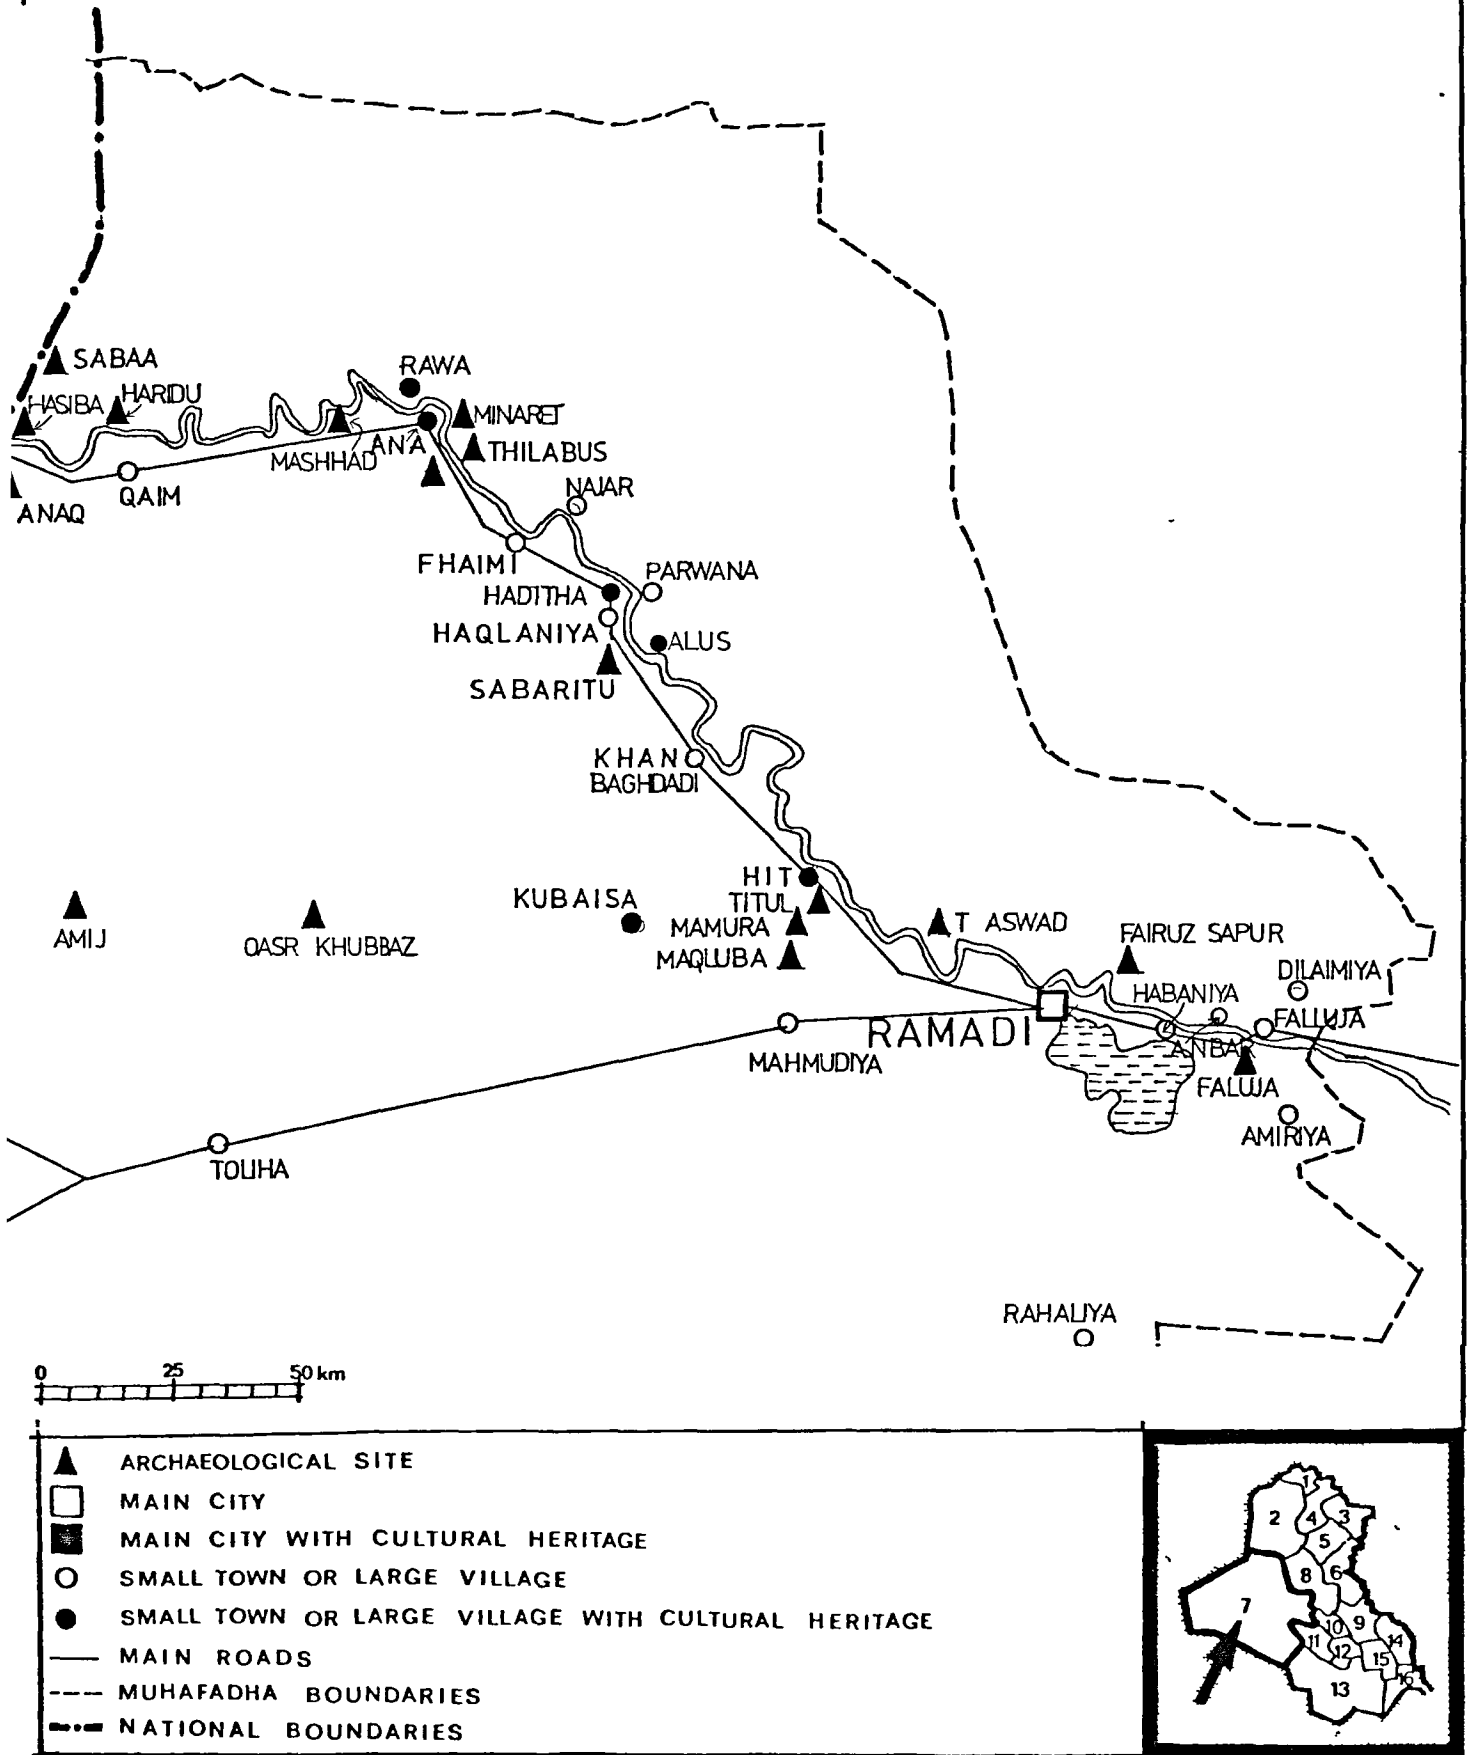 SABAA
RAWA
HASIBA
HARIDU
MINARET
ANA
MASHHAD
THILABUS
QAIM
NAJAR
ANAQ
FHAIMI
PARWANA
HADITHA
HAQLANIYA
ALUS
SABARITU
KHAN
BAGHDADI
HIT
KUBAISA
TITUL
MAMURA
T ASWAD
AMIJ
OASR KHUBBAZ
MAQLUBA
FAIRUZ SAPUR
DILAIMIYA
HABANIYA
FALLUJA
RAMADI
ANBAR
MAHMUDIYA
FALUJA
AMIRIYA
TOUHA
RAHALIYA
0 25 50 km
ARCHAEOLOGICAL SITE
MAIN CITY
MAIN CITY WITH CULTURAL HERITAGE
SMALL TOWN OR LARGE VILLAGE
SMALL TOWN OR LARGE VILLAGE WITH CULTURAL HERITAGE
MAIN ROADS
MUHAFADHA BOUNDARIES
NATIONAL BOUNDARIES
1
2 4 3
5
8 6
7
9
10
11 12 14
15
16
13